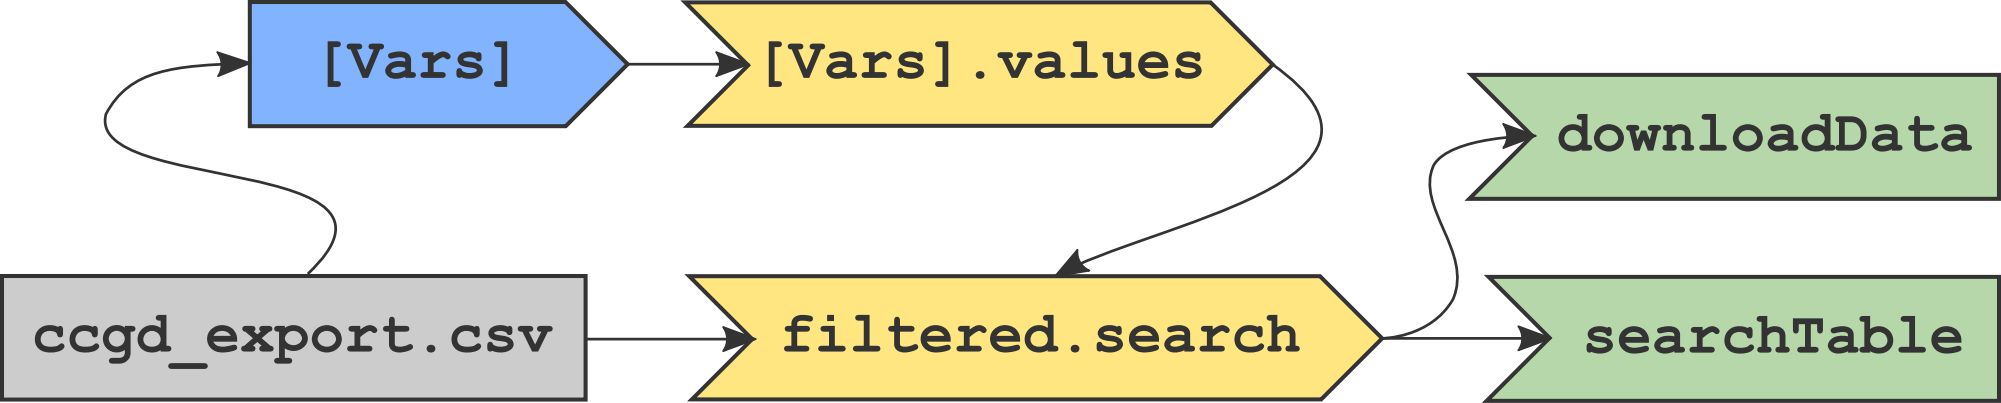 [Vars]
[Vars].values
downloadData
ccgd_export.csv
filtered.search
searchTable